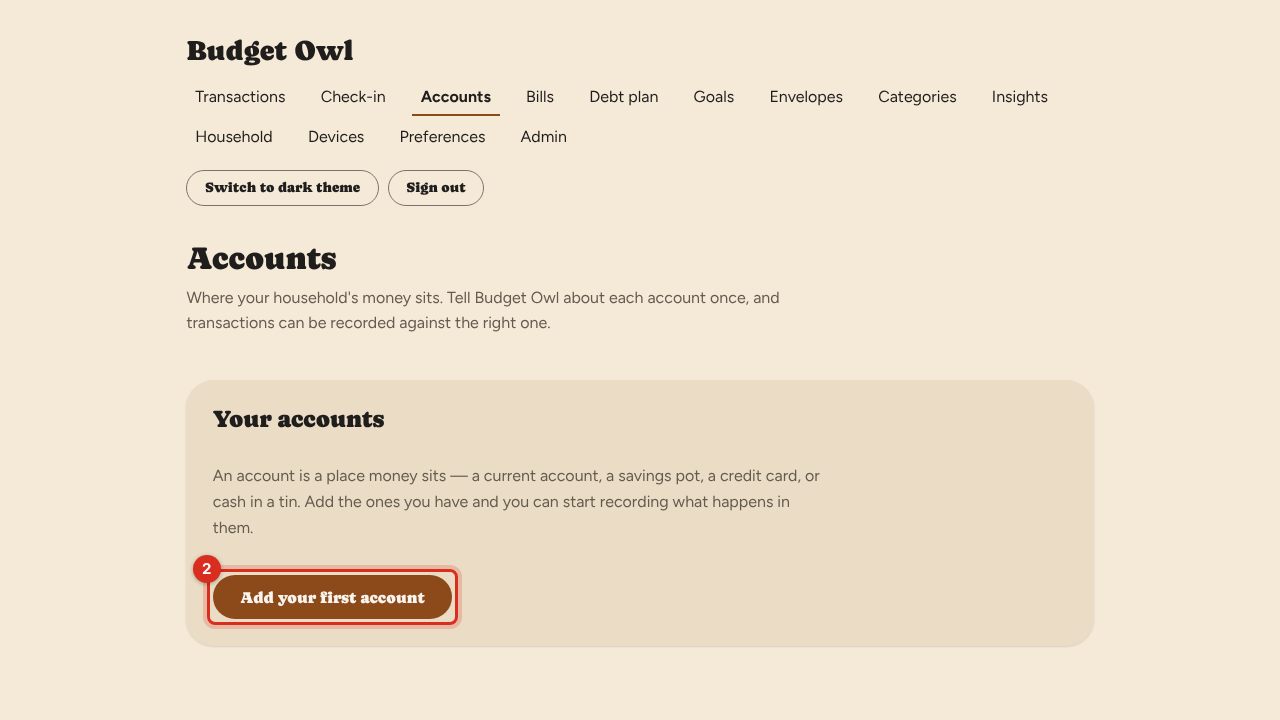 Budget Owl
Transactions Check-in Accounts Bills Debt plan Goals Envelopes Categories Insights
Household Devices Preferences Admin
Switch to dark theme Sign out
Accounts
Where your household's money sits. Tell Budget Owl about each account once, and
transactions can be recorded against the right one.
Your accounts
An account is a place money sits — a current account, a savings pot, a credit card, or
cash in a tin. Add the ones you have and you can start recording what happens in
them.
2
Add your first account